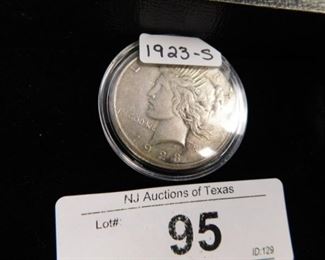 1923-S
1923
NJ Auctions of Texas
Lot#:
95
ID:129